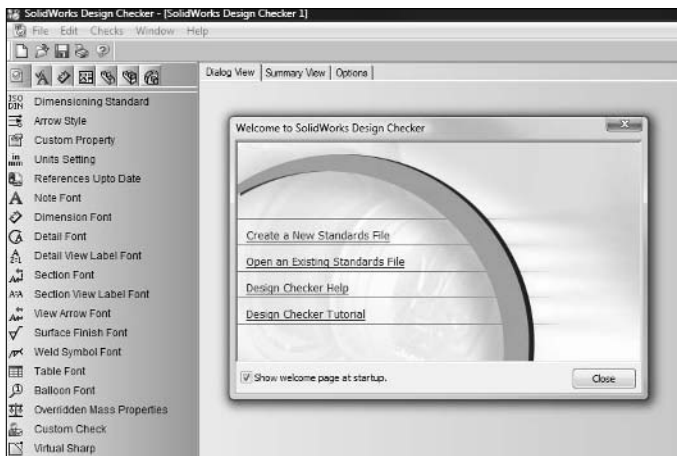 SolidWorks Design Checker - [SolidWorks Design Checker 1]
File Edit Checks Window Help
Dialog View Summary View Options
ISO DIN Dimensioning Standard
Arrow Style
Custom Property
in mm Units Setting
References Upto Date
A Note Font
Dimension Font
Detail Font
Detail View Label Font
Section Font
A-A Section View Label Font
View Arrow Font
Surface Finish Font
Weld Symbol Font
Table Font
Balloon Font
Overridden Mass Properties
Custom Check
Virtual Sharp
Welcome to SolidWorks Design Checker
Create a New Standards File
Open an Existing Standards File
Design Checker Help
Design Checker Tutorial
Show welcome page at startup.
Close